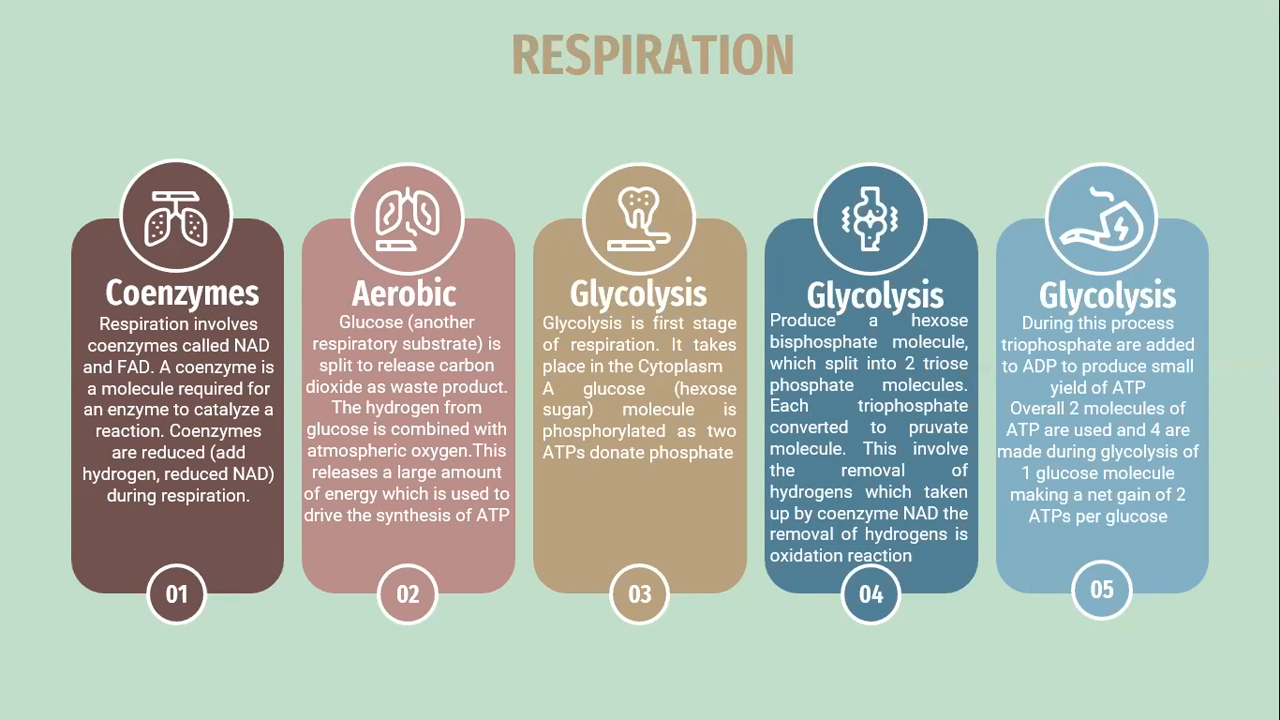 RESPIRATION
Coenzymes
Respiration involves
coenzymes called NAD
and FAD. A coenzyme is
a molecule required for
an enzyme to catalyze a
reaction. Coenzymes
are reduced (add
hydrogen, reduced NAD)
during respiration.
01
Aerobic
Glucose (another
respiratory substrate) is
split to release carbon
dioxide as waste product.
The hydrogen from
glucose is combined with
atmospheric oxygen.This
releases a large amount
of energy which is used to
drive the synthesis of ATP
02
Glycolysis
Glycolysis is first stage
of respiration. It takes
place in the Cytoplasm
A glucose (hexose
sugar) molecule is
phosphorylated as two
ATPs donate phosphate
03
Glycolysis
Produce a hexose
bisphosphate molecule,
which split into 2 triose
phosphate molecules.
Each triophosphate
converted to pruvate
molecule. This involve
the removal of
hydrogens which taken
up by coenzyme NAD the
removal of hydrogens is
oxidation reaction
04
Glycolysis
During this process
triophosphate are added
to ADP to produce small
yield of ATP
Overall 2 molecules of
ATP are used and 4 are
made during glycolysis of
1 glucose molecule
making a net gain of 2
ATPs per glucose
05